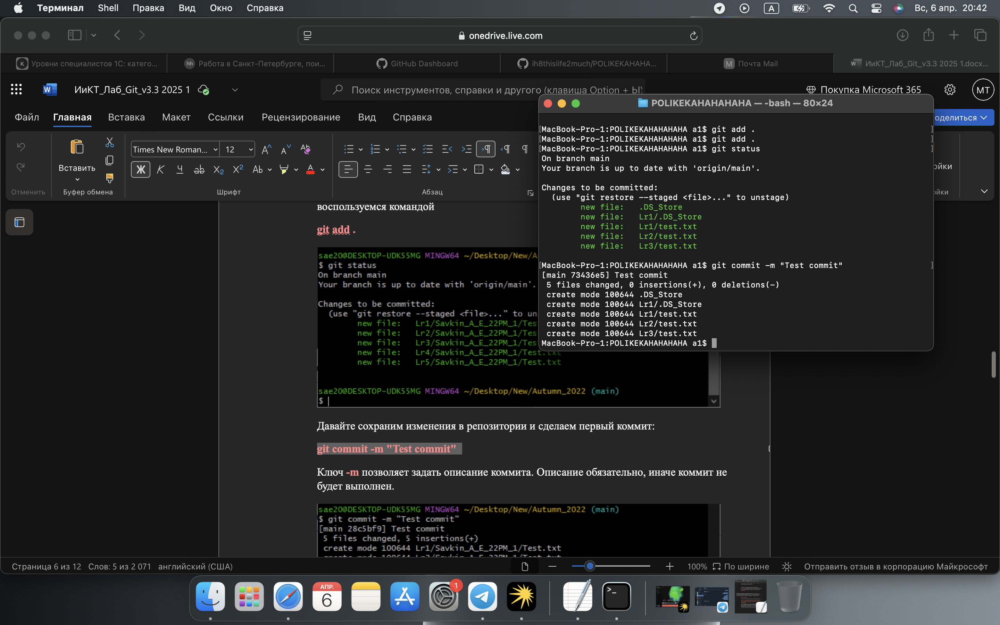 Терминал Shell Правка Вид Окно Справка A Вс, 6 апр. 20:42
onedrive.live.com
Уровни специалистов 1С: катего... hh Работа в Санкт-Петербурге, пои... GitHub Dashboard ih8thislife2much/POLIKEKAHAHA... M Почта Mail ИиКТ_Лаб_Git_v3.3 2025 1.docx...
ИиКТ_Лаб_Git_v3.3 2025 1 Поиск инструментов, справки и другого (клавиша Option + Ы) Покупка Microsoft 365 МТ
Файл Главная Вставка Макет Ссылки Рецензирование Вид Справка оделиться
Times New Roman... 12
Вставить
Ж К Ч ab X2 X2 Ab A
ойки
Отменить Буфер обмена Шрифт Абзац ойки
POLIKEKAHAHAHAHA — -bash — 80×24
[MacBook-Pro-1:POLIKEKAHAHAHAHA a1$ git add . ]
[MacBook-Pro-1:POLIKEKAHAHAHAHA a1$ git add . ]
[MacBook-Pro-1:POLIKEKAHAHAHAHA a1$ git status ]
On branch main
Your branch is up to date with 'origin/main'.
Changes to be committed:
(use "git restore --staged <file>..." to unstage)
new file: .DS_Store
new file: Lr1/.DS_Store
new file: Lr1/test.txt
new file: Lr2/test.txt
new file: Lr3/test.txt
[MacBook-Pro-1:POLIKEKAHAHAHAHA a1$ git commit -m "Test commit" ]
[main 73436e5] Test commit
5 files changed, 0 insertions(+), 0 deletions(-)
create mode 100644 .DS_Store
create mode 100644 Lr1/.DS_Store
create mode 100644 Lr1/test.txt
create mode 100644 Lr2/test.txt
create mode 100644 Lr3/test.txt
MacBook-Pro-1:POLIKEKAHAHAHAHA a1$
воспользуемся командой
git add .
sae20@DESKTOP-UDK55MG MINGW64 ~/Desktop/New/A
$ git status
On branch main
Your branch is up to date with 'origin/main'.
Changes to be committed:
(use "git restore --staged <file>..." to un
new file: Lr1/Savkin_A_E_22PM_1/Tes
new file: Lr2/Savkin_A_E_22PM_1/Tes
new file: Lr3/Savkin_A_E_22PM_1/Tes
new file: Lr4/Savkin_A_E_22PM_1/Test.txt
new file: Lr5/Savkin_A_E_22PM_1/Test.txt
sae20@DESKTOP-UDK55MG MINGW64 ~/Desktop/New/Autumn_2022 (main)
$
Давайте сохраним изменения в репозитории и сделаем первый коммит:
git commit -m "Test commit"
Ключ -m позволяет задать описание коммита. Описание обязательно, иначе коммит не
будет выполнен.
sae20@DESKTOP-UDK55MG MINGW64 ~/Desktop/New/Autumn_2022 (main)
$ git commit -m "Test commit"
[main 28c5bf9] Test commit
5 files changed, 5 insertions(+)
create mode 100644 Lr1/Savkin_A_E_22PM_1/Test.txt
Страница 6 из 12 Слов: 5 из 2 071 английский (США) 100% По ширине Отправить отзыв в корпорацию Майкрософт
АПР.
6
1